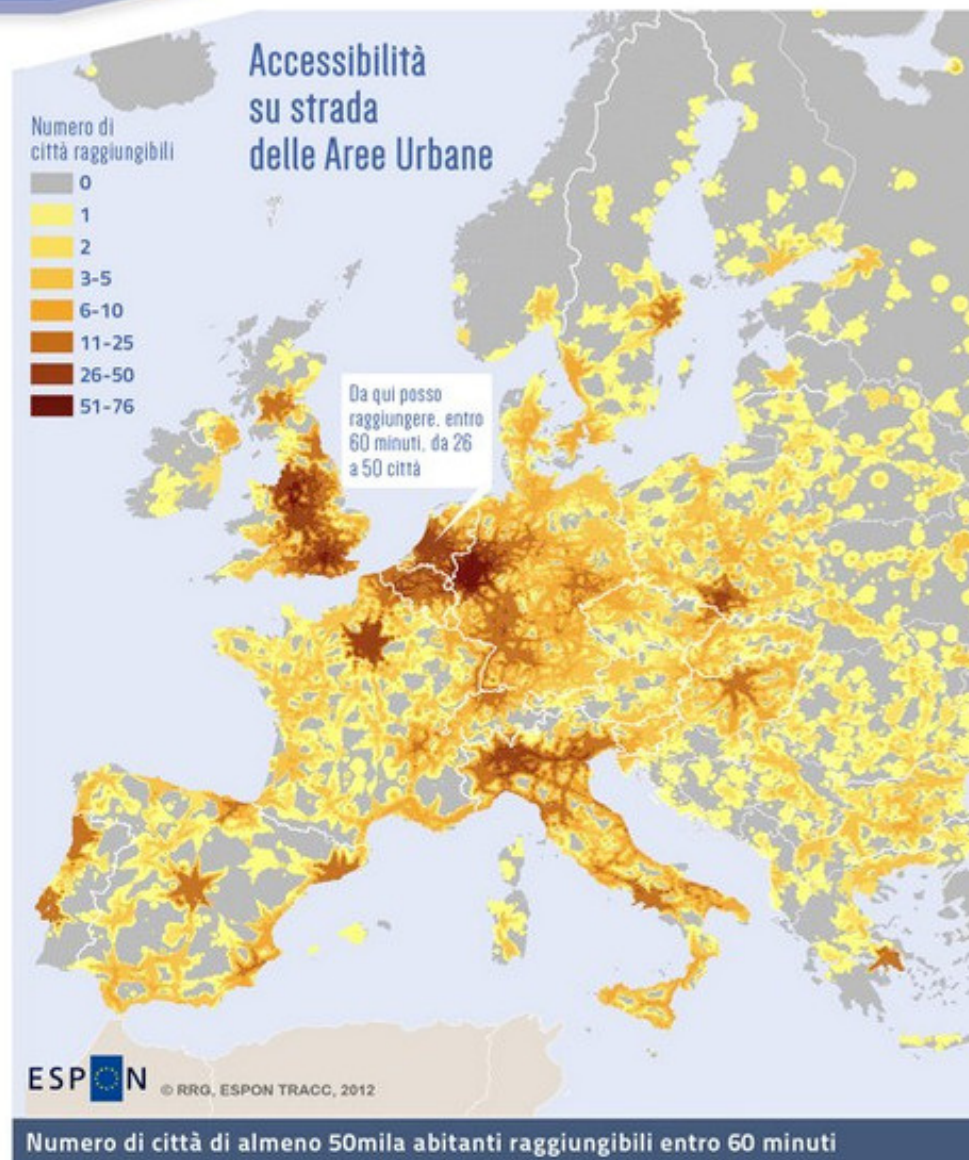 Accessibilità
su strada
delle Aree Urbane
Numero di
città raggiungibili
0
1
2
3-5
6-10
11-25
26-50
51-76
Da qui posso
raggiungere, entro
60 minuti, da 26
a 50 città
ESPON © RRG, ESPON TRACC, 2012
Numero di città di almeno 50mila abitanti raggiungibili entro 60 minuti